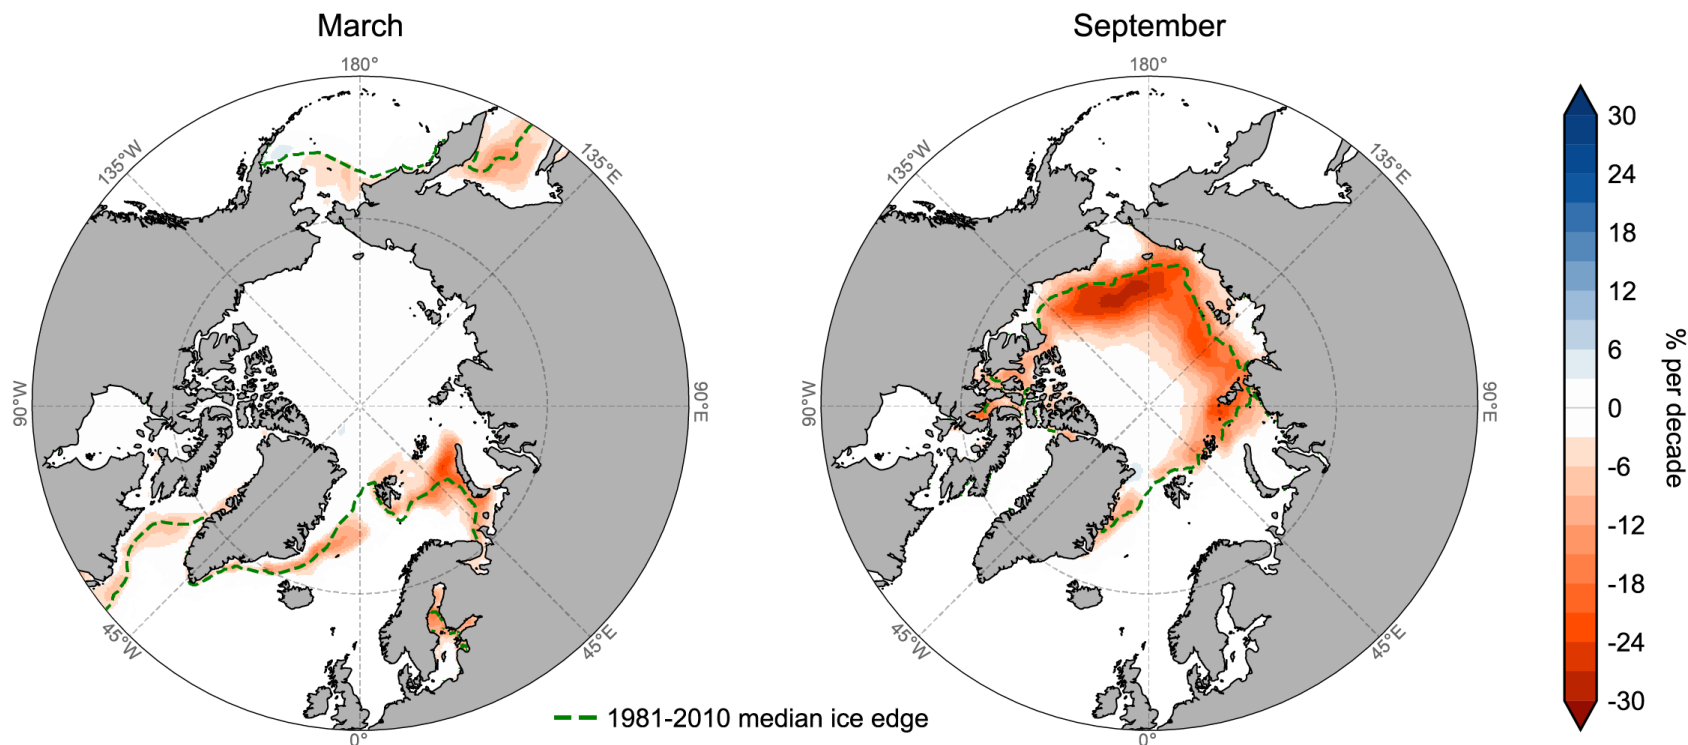 March
September
180°
135°W
135°E
90°W
90°E
45°W
45°E
0°
180°
135°W
135°E
90°W
90°E
45°W
45°E
0°
1981-2010 median ice edge
30
24
18
12
6
0
-6
-12
-18
-24
-30
% per decade